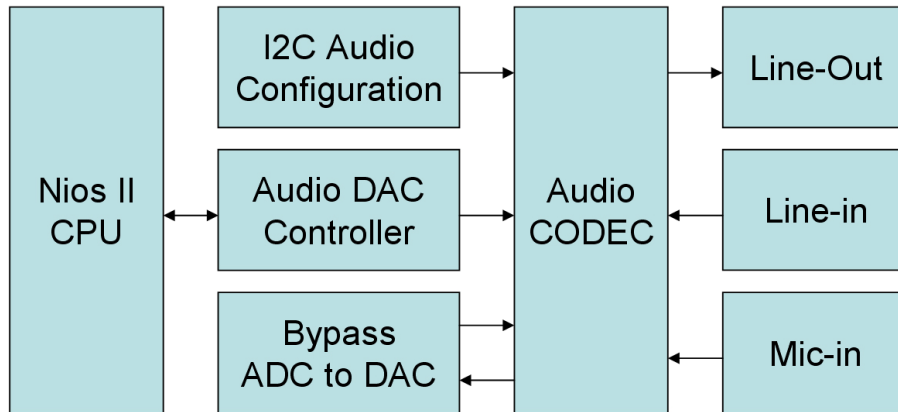 Nios II
CPU
I2C Audio
Configuration
Audio DAC
Controller
Bypass
ADC to DAC
Audio
CODEC
Line-Out
Line-in
Mic-in